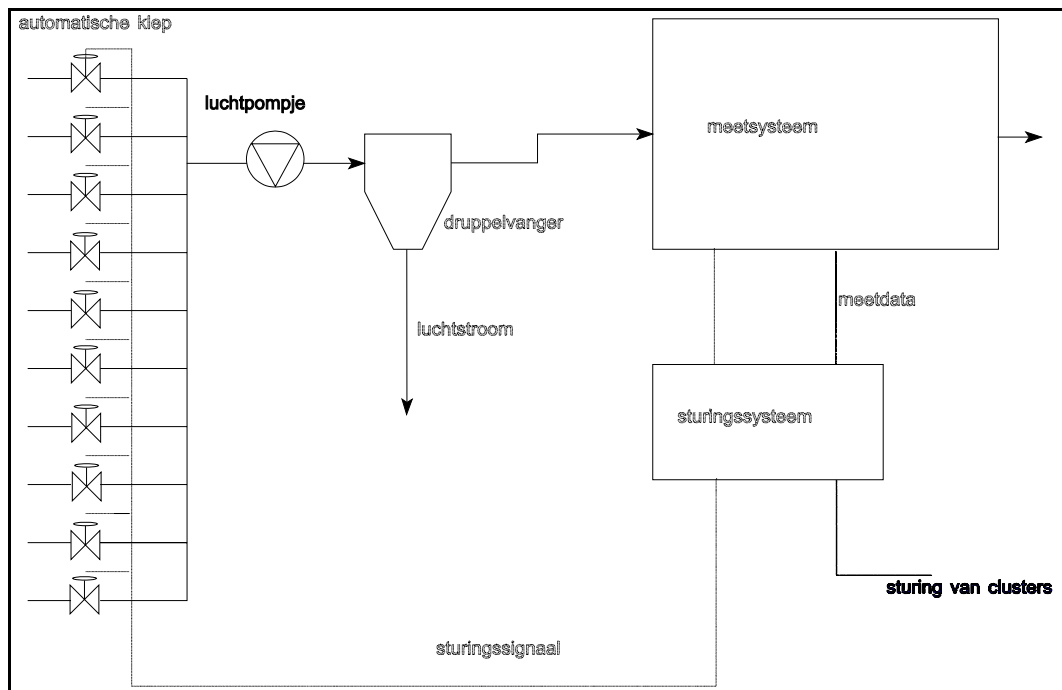 automatische klep
luchtpompje
meetsysteem
druppelvanger
meetdata
luchtstroom
sturingssysteem
sturing van clusters
sturingssignaal